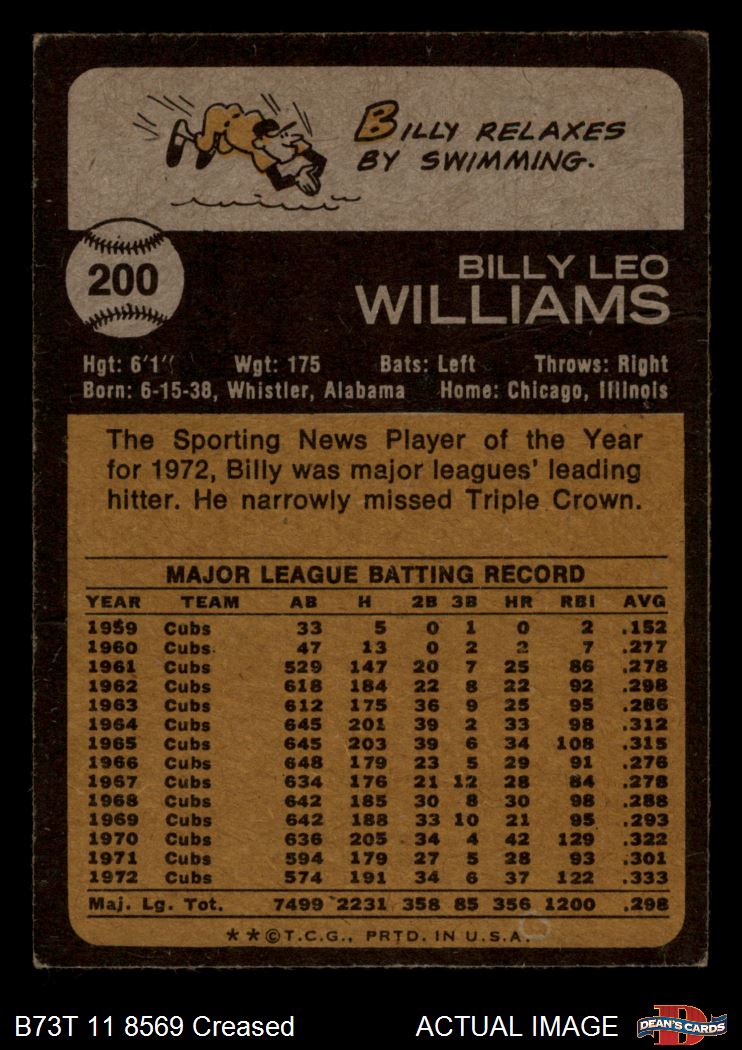 BILLY RELAXES
BY SWIMMING.
200
BILLY LEO
WILLIAMS
Hgt: 6'1" Wgt: 175 Bats: Left Throws: Right
Born: 6-15-38, Whistler, Alabama Home: Chicago, Illinois
The Sporting News Player of the Year
for 1972, Billy was major leagues' leading
hitter. He narrowly missed Triple Crown.
MAJOR LEAGUE BATTING RECORD
YEAR TEAM AB H 2B 3B HR RBI AVG
1959 Cubs 33 5 0 1 0 2 .152
1960 Cubs 47 13 0 2 2 7 .277
1961 Cubs 529 147 20 7 25 86 .278
1962 Cubs 618 184 22 8 22 92 .298
1963 Cubs 612 175 36 9 25 95 .286
1964 Cubs 645 201 39 2 33 98 .312
1965 Cubs 645 203 39 6 34 108 .315
1966 Cubs 648 179 23 5 29 91 .276
1967 Cubs 634 176 21 12 28 84 .278
1968 Cubs 642 185 30 8 30 98 .288
1969 Cubs 642 188 33 10 21 95 .293
1970 Cubs 636 205 34 4 42 129 .322
1971 Cubs 594 179 27 5 28 93 .301
1972 Cubs 574 191 34 6 37 122 .333
Maj. Lg. Tot. 7499 2231 358 85 356 1200 .298
**©T.C.G., PRTD. IN U.S.A.
B73T 11 8569 Creased ACTUAL IMAGE
D
DEAN'S CARDS